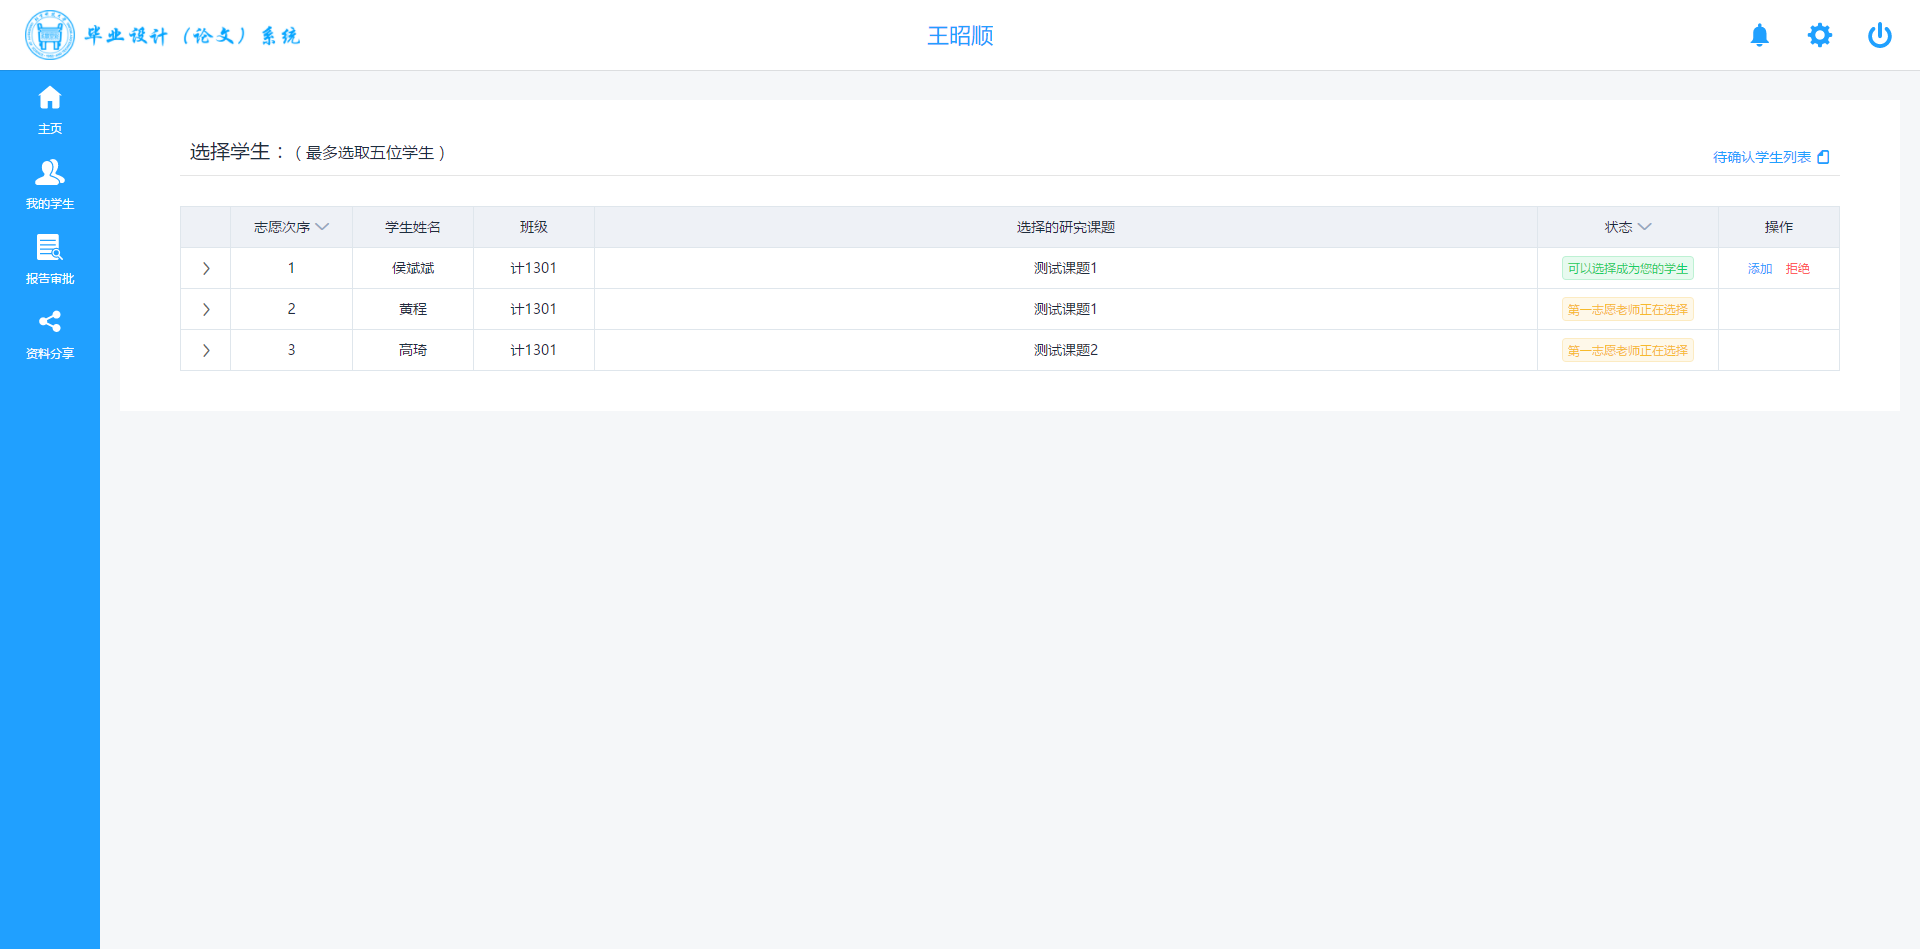 毕业设计（论文）系统
王昭顺
主页
我的学生
报告审批
资料分享
选择学生：（最多选取五位学生）
待确认学生列表
志愿次序 学生姓名 班级 选择的研究课题 状态 操作
1 侯斌斌 计1301 测试课题1 可以选择成为您的学生 添加 拒绝
2 黄程 计1301 测试课题1 第一志愿老师正在选择
3 高琦 计1301 测试课题2 第一志愿老师正在选择